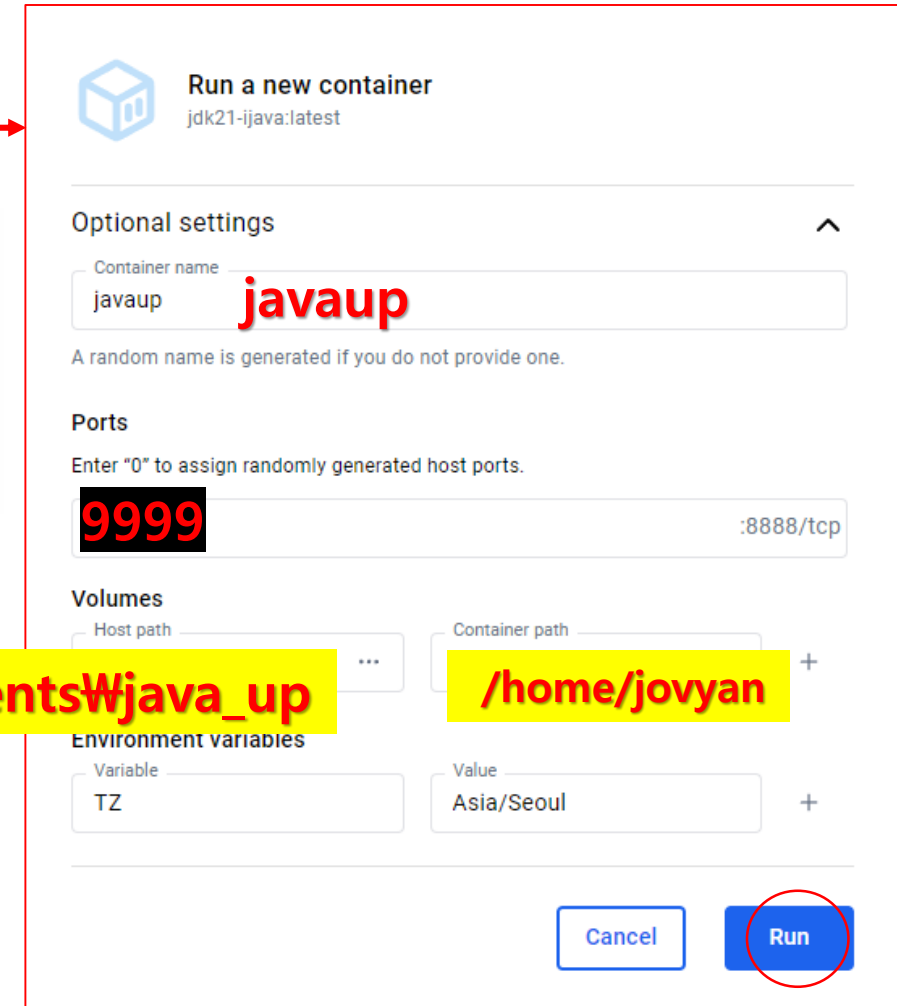 Run a new container
jdk21-ijava:latest
Optional settings
Container name
javaup
javaup
A random name is generated if you do not provide one.
Ports
Enter “0” to assign randomly generated host ports.
9999
:8888/tcp
Volumes
Host path
...
Container path
+
ents₩java_up
/home/jovyan
Environment variables
Variable
TZ
Value
Asia/Seoul
+
Cancel
Run